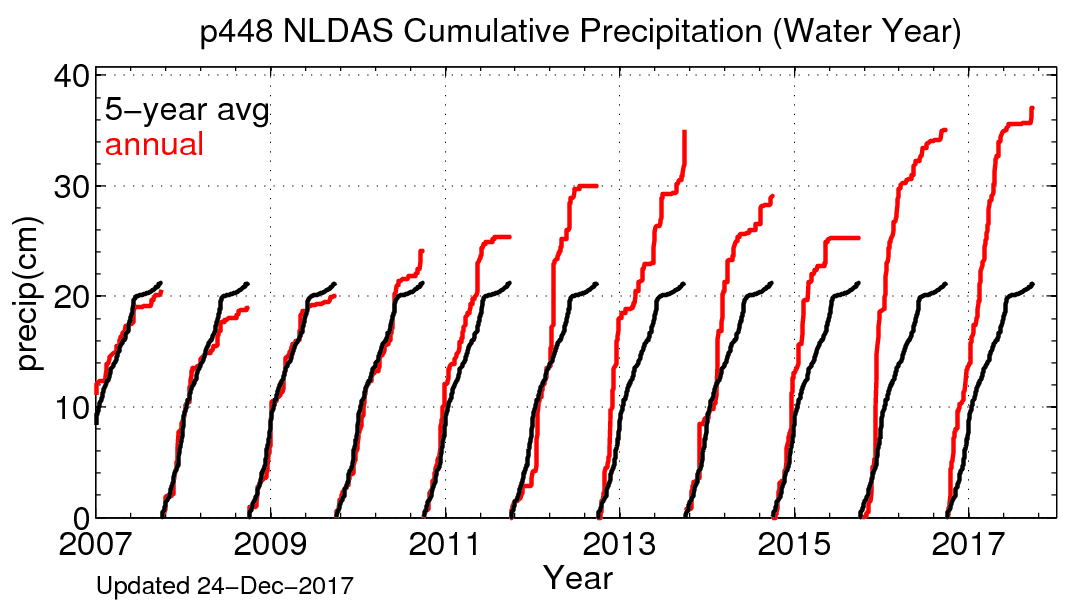 p448 NLDAS Cumulative Precipitation (Water Year)
40
5−year avg
annual
30
20
10
0
precip(cm)
2007 2009 2011 2013 2015 2017
Year
Updated 24−Dec−2017